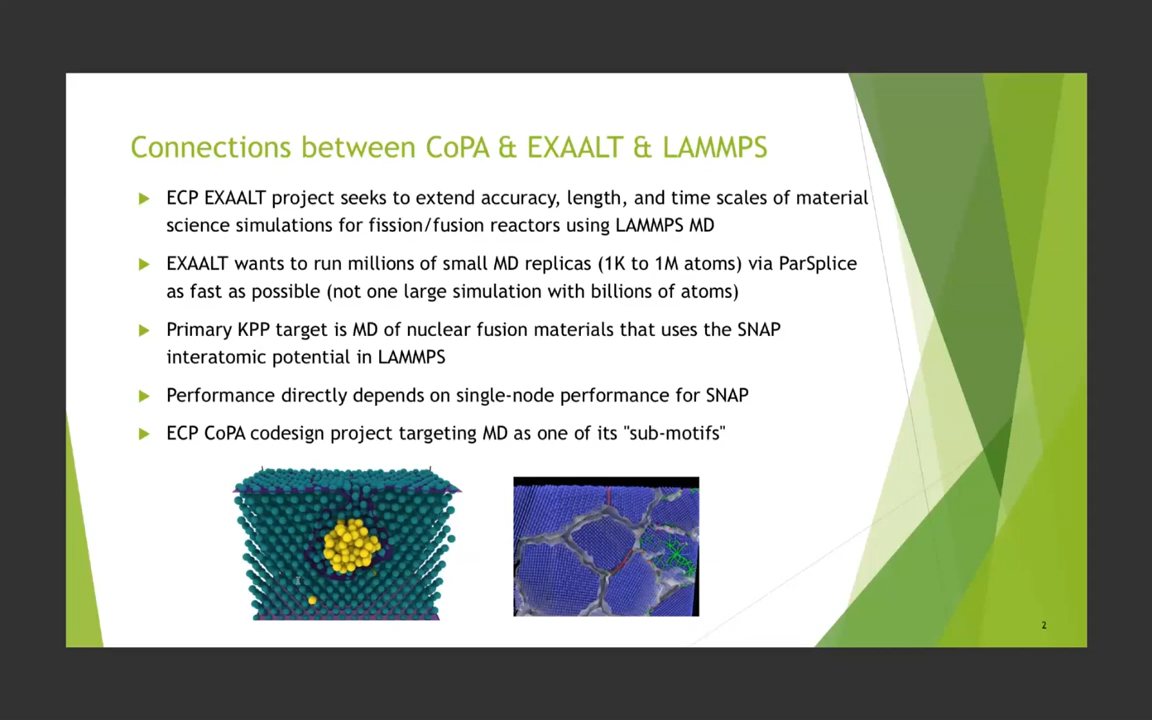 Connections between CoPA & EXAALT & LAMMPS
ECP EXAALT project seeks to extend accuracy, length, and time scales of material
science simulations for fission/fusion reactors using LAMMPS MD
EXAALT wants to run millions of small MD replicas (1K to 1M atoms) via ParSplice
as fast as possible (not one large simulation with billions of atoms)
Primary KPP target is MD of nuclear fusion materials that uses the SNAP
interatomic potential in LAMMPS
Performance directly depends on single-node performance for SNAP
ECP CoPA codesign project targeting MD as one of its "sub-motifs"
2